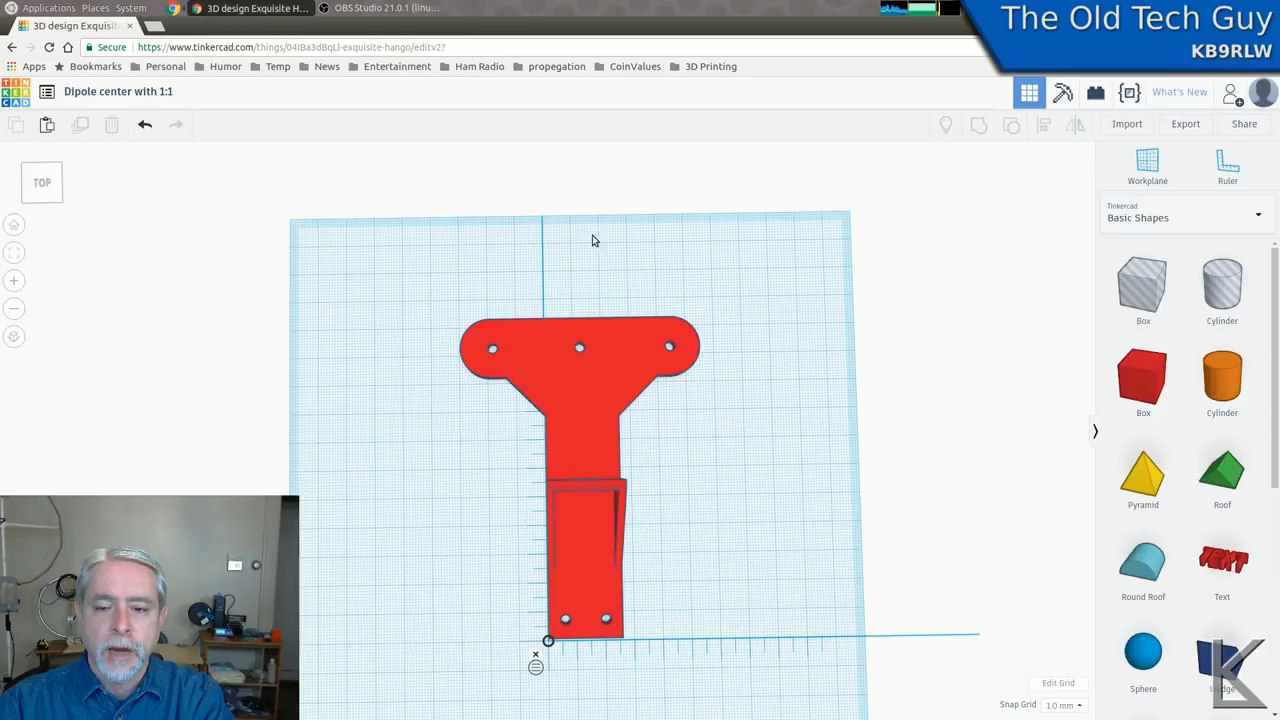 Applications Places System
3D design Exquisite H...
OBS Studio 21.0.1 (linu...
3D design Exquisite
The Old Tech Guy
KB9RLW
Secure https://www.tinkercad.com/things/04IBa3dBqLl-exquisite-hango/editv2?
Apps Bookmarks Personal Humor Temp News Entertainment Ham Radio propegation CoinValues 3D Printing
TIN
KER
CAD
Dipole center with 1:1
What's New
Import Export Share
TOP
Workplane Ruler
Tinkercad
Basic Shapes
Box Cylinder
Box Cylinder
Pyramid Roof
TEXT
Round Roof Text
Sphere
Edit Grid
Snap Grid 1.0 mm
K